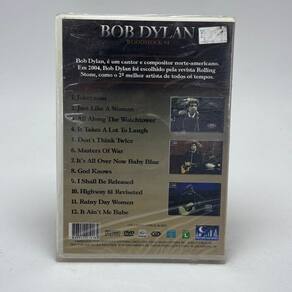 BOB DYLAN
WOODSTOCK 94
Bob Dylan, é um cantor e compositor norte-americano.
Em 2004, Bob Dylan foi escolhido pela revista Rolling
Stone, como o 2º melhor artista de todos os tempos.
1. Jokerman
2. Just Like A Woman
3. All Along The Watchtower
4. It Takes A Lot To Laugh
5. Don't Think Twice
6. Masters Of War
7. It's All Over Now Baby Blue
8. God Knows
9. I Shall Be Released
10. Highway 61 Revisited
11. Rainy Day Women
12. It Ain't Me Babe
DVD
L